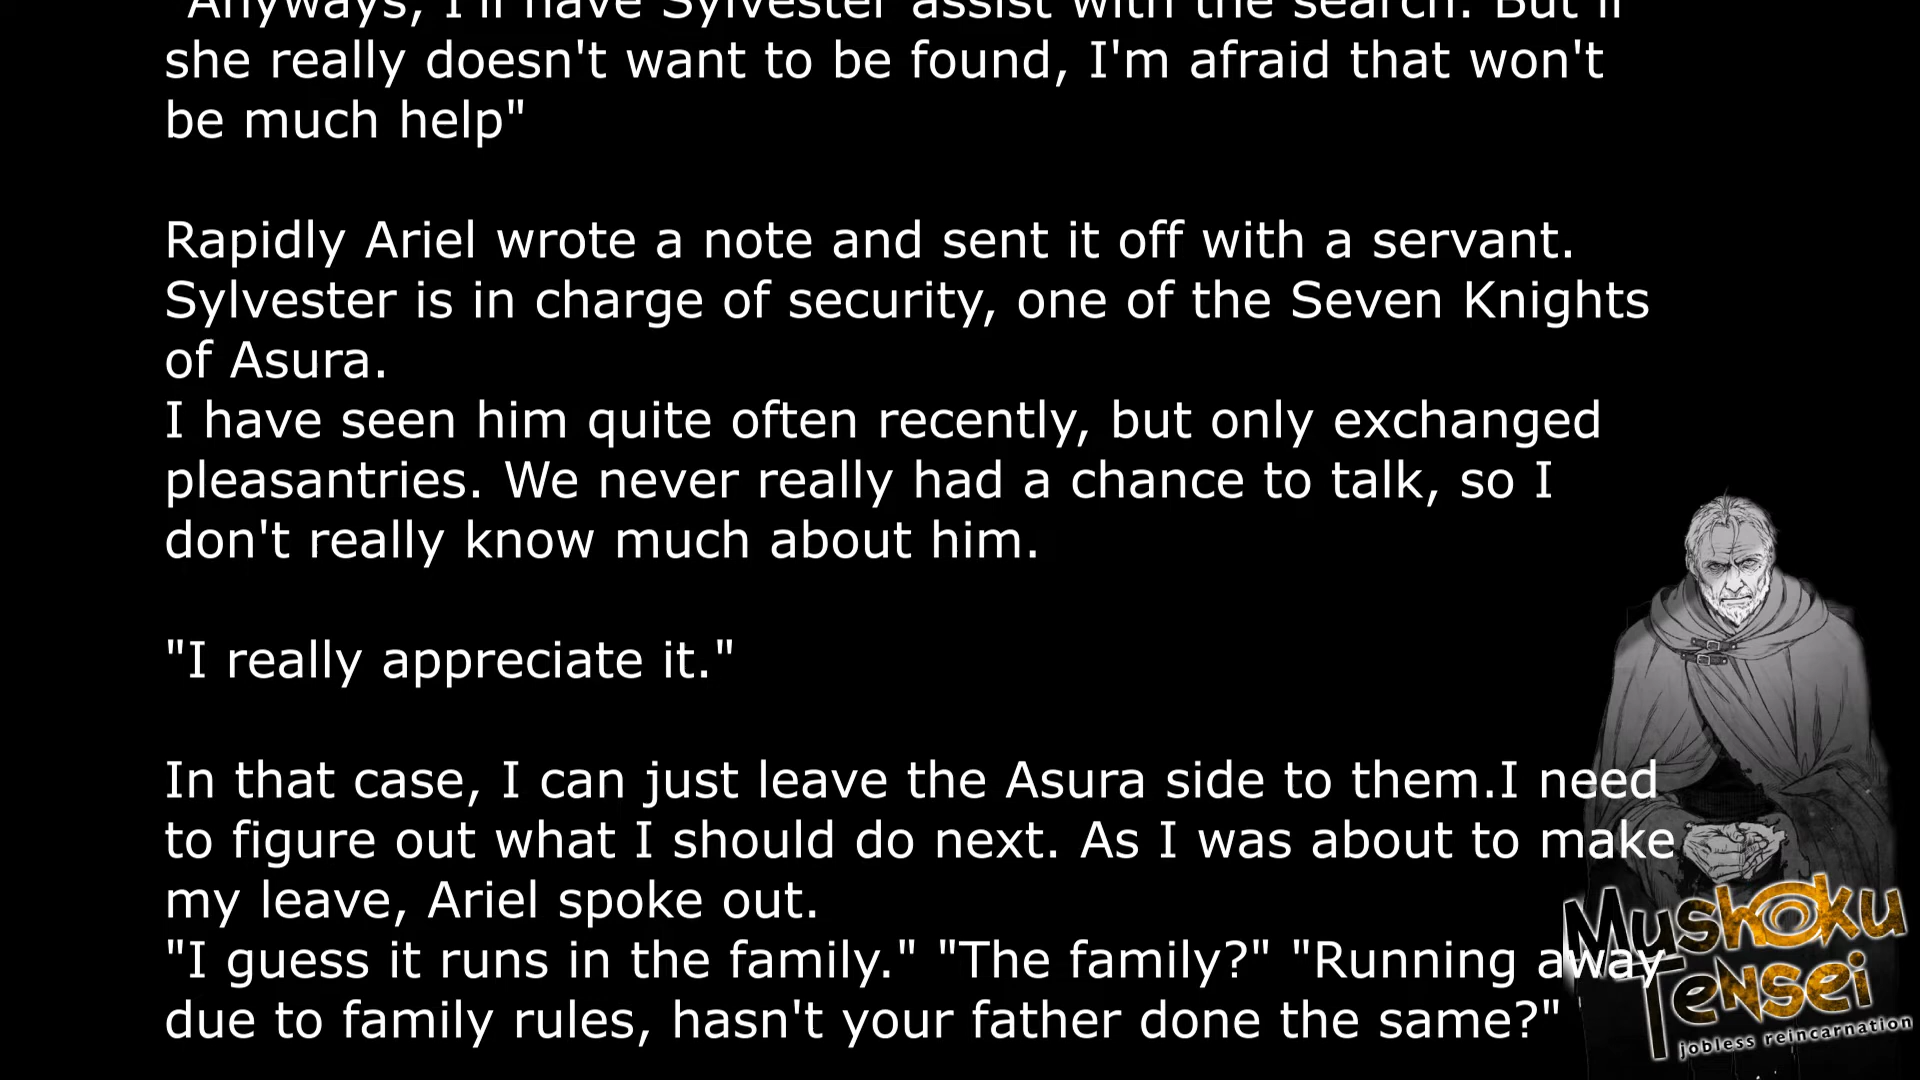 "Anyways, I'll have Sylvester assist with the search. But if
she really doesn't want to be found, I'm afraid that won't
be much help"
Rapidly Ariel wrote a note and sent it off with a servant.
Sylvester is in charge of security, one of the Seven Knights
of Asura.
I have seen him quite often recently, but only exchanged
pleasantries. We never really had a chance to talk, so I
don't really know much about him.
"I really appreciate it."
In that case, I can just leave the Asura side to them.I need
to figure out what I should do next. As I was about to make
my leave, Ariel spoke out.
"I guess it runs in the family." "The family?" "Running away
due to family rules, hasn't your father done the same?"
Mushoku
Tensei
jobless reincarnation